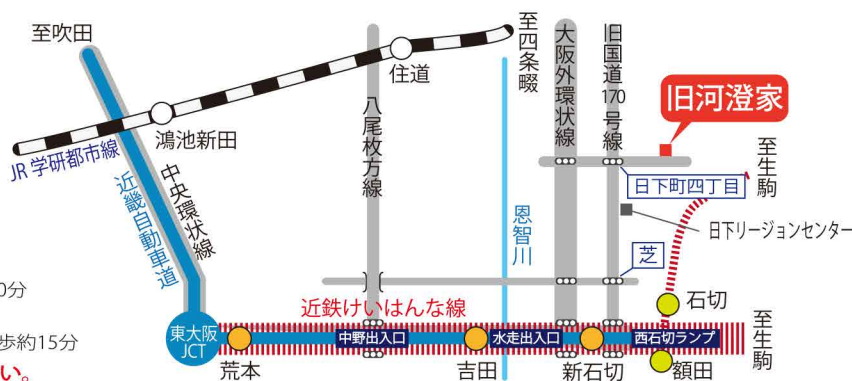 至吹田
至四条畷
大阪外環状線
旧国道170号線
住道
旧河澄家
鴻池新田
八尾枚方線
至生駒
JR 学研都市線
近畿自動車道
中央環状線
日下町四丁目
恩智川
日下リージョンセンター
芝
0分
近鉄けいはんな線
石切
歩約15分
東大阪
JCT
中野出入口
水走出入口
西石切ランプ
至生駒
い。
荒本
吉田
新石切
額田